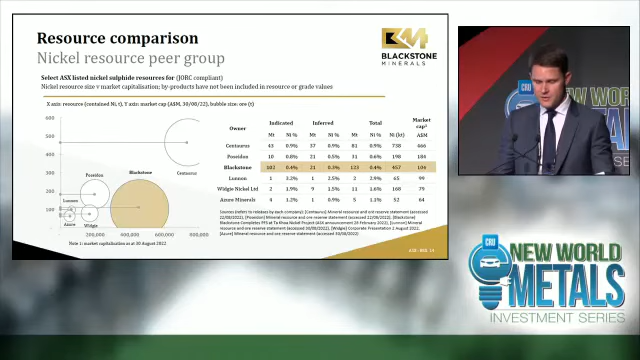 Resource comparison
Nickel resource peer group
BLACKSTONE
MINERALS
Select ASX listed nickel sulphide resources for (JORC compliant)
Nickel resource size v market capitalisation; by-products have not been included in resource or grade values
X axis: resource (contained Ni, t), Y axis: market cap (A$M, 30/08/22), bubble size: ore (t)
600
500
400
300
200
100
200,000
400,000
600,000
800,000
Centaurus
Poseidon
Blackstone
Lunnon
Azure
Widgie
Note 1: market capitalisation as at 30 August 2022
Owner Indicated Inferred Total Market cap¹
Mt Ni % Mt Ni % Mt Ni % Ni (kt) A$M
Centaurus 43 0.9% 37 0.9% 81 0.9% 738 666
Poseidon 10 0.8% 21 0.5% 31 0.6% 198 184
Blackstone 102 0.4% 21 0.3% 123 0.4% 457 104
Lunnon 1 3.2% 1 2.5% 2 2.9% 65 99
Widgie Nickel Ltd 2 1.9% 9 1.5% 11 1.6% 168 79
Azure Minerals 4 1.2% 1 0.9% 5 1.1% 52 64
ASX: BSX
CRU
NEW WORLD
METALS
INVESTMENT SERIES